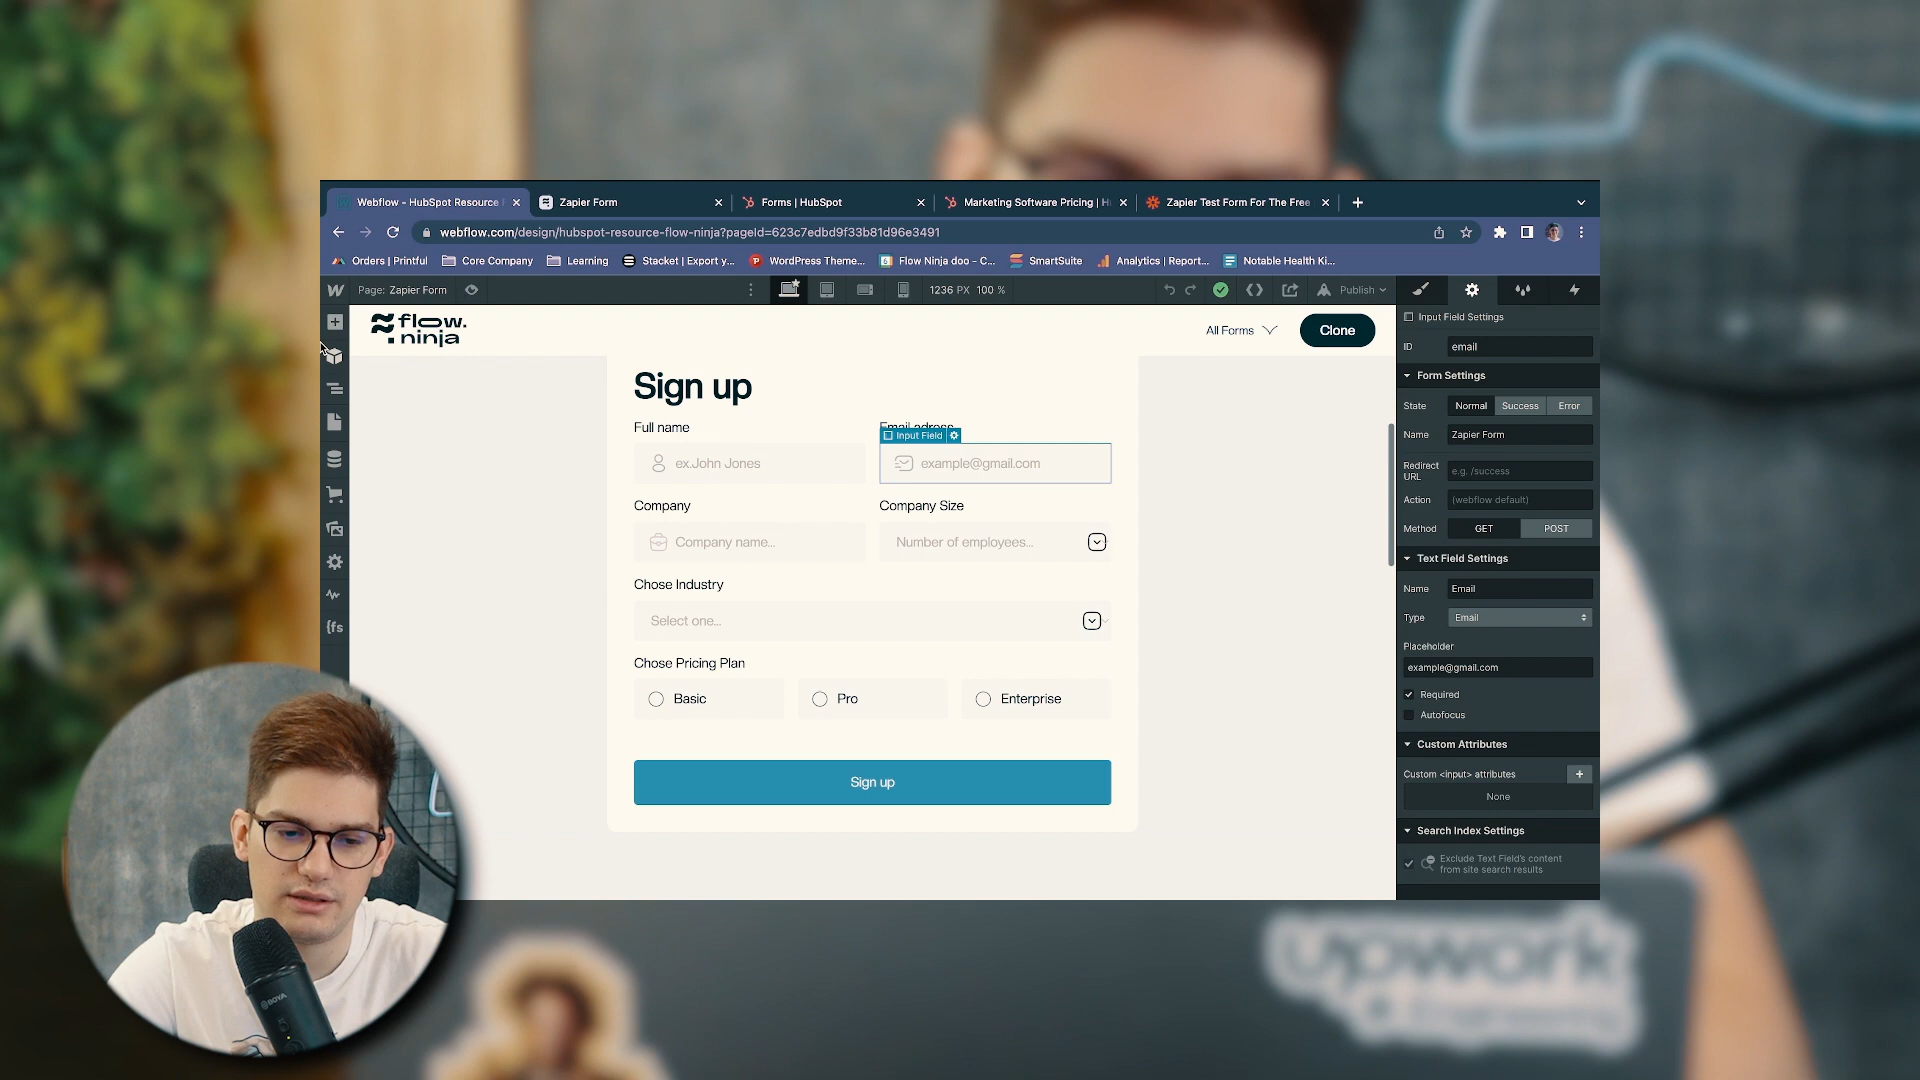 Webflow - HubSpot Resource
Zapier Form
Forms | HubSpot
Marketing Software Pricing | H
Zapier Test Form For The Free
webflow.com/design/hubspot-resource-flow-ninja?pageId=623c7edbd9f33b81d96e3491
Orders | Printful
Core Company
Learning
Stacket | Export y...
WordPress Theme...
Flow Ninja doo - C...
SmartSuite
Analytics | Report...
Notable Health Ki...
Page: Zapier Form
1236 PX 100 %
Publish
flow.
ninja
All Forms
Clone
Sign up
Full name
Email adress
Input Field
ex.John Jones
example@gmail.com
Company
Company Size
Company name...
Number of employees...
Chose Industry
Select one...
Chose Pricing Plan
Basic
Pro
Enterprise
Sign up
Input Field Settings
ID
email
Form Settings
State
Normal
Success
Error
Name
Zapier Form
Redirect
URL
e.g. /success
Action
(webflow default)
Method
GET
POST
Text Field Settings
Name
Email
Type
Email
Placeholder
example@gmail.com
Required
Autofocus
Custom Attributes
Custom <input> attributes
None
Search Index Settings
Exclude Text Field's content
from site search results
{fs
BOYA
upwork